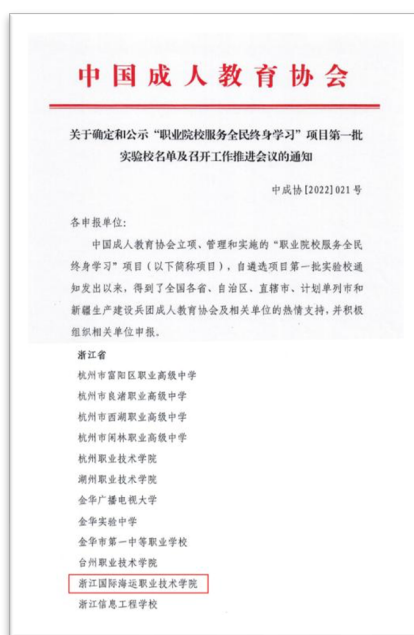 中国成人教育协会
关于确定和公示“职业院校服务全民终身学习”项目第一批
实验校名单及召开工作推进会议的通知
中成协[2022]021号
各申报单位:
中国成人教育协会立项、管理和实施的“职业院校服务全民
终身学习”项目（以下简称项目），自遴选项目第一批实验校通
知发出以来，得到了全国各省、自治区、直辖市、计划单列市和
新疆生产建设兵团成人教育协会及相关单位的热情支持，并积极
组织相关单位申报。
浙江省
杭州市富阳区职业高级中学
杭州市良渚职业高级中学
杭州市西湖职业高级中学
杭州市闲林职业高级中学
杭州职业技术学院
湖州职业技术学院
金华广播电视大学
金华实验中学
金华市第一中等职业学校
台州职业技术学院
浙江国际海运职业技术学院
浙江信息工程学校